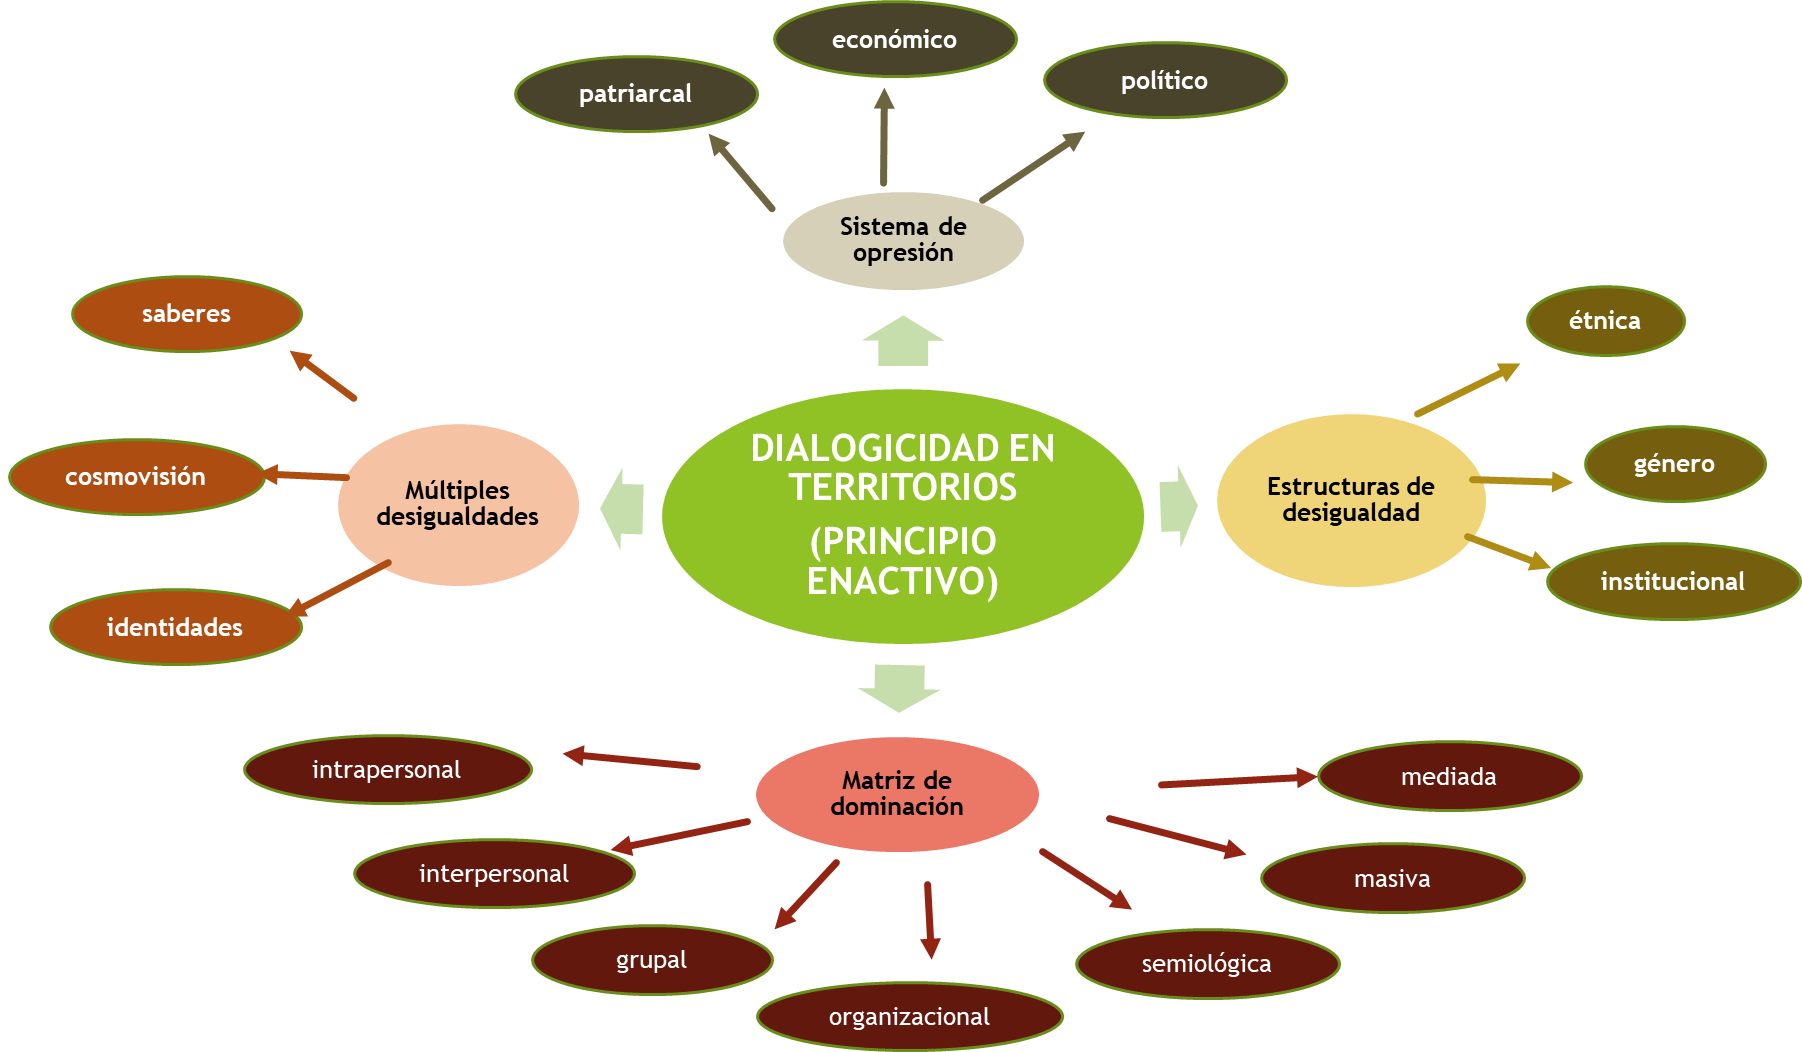 económico
político
patriarcal
Sistema de
opresión
saberes
étnica
cosmovisión
género
DIALOGICIDAD EN
TERRITORIOS
(PRINCIPIO
ENACTIVO)
Múltiples
desigualdades
Estructuras de
desigualdad
identidades
institucional
intrapersonal
Matriz de
dominación
mediada
interpersonal
masiva
grupal
semiológica
organizacional